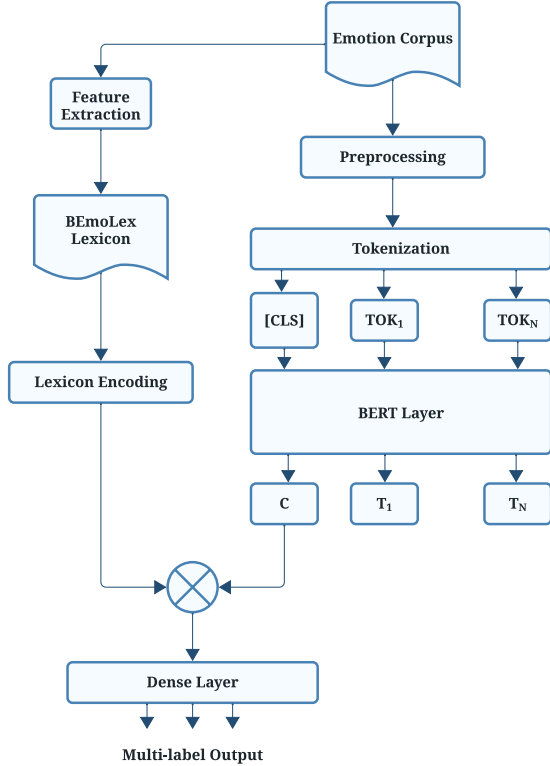 Emotion Corpus
Feature
Extraction
Preprocessing
BEmoLex
Lexicon
Tokenization
[CLS]
TOK₁
TOKN
Lexicon Encoding
BERT Layer
C
T₁
TN
Dense Layer
Multi-label Output